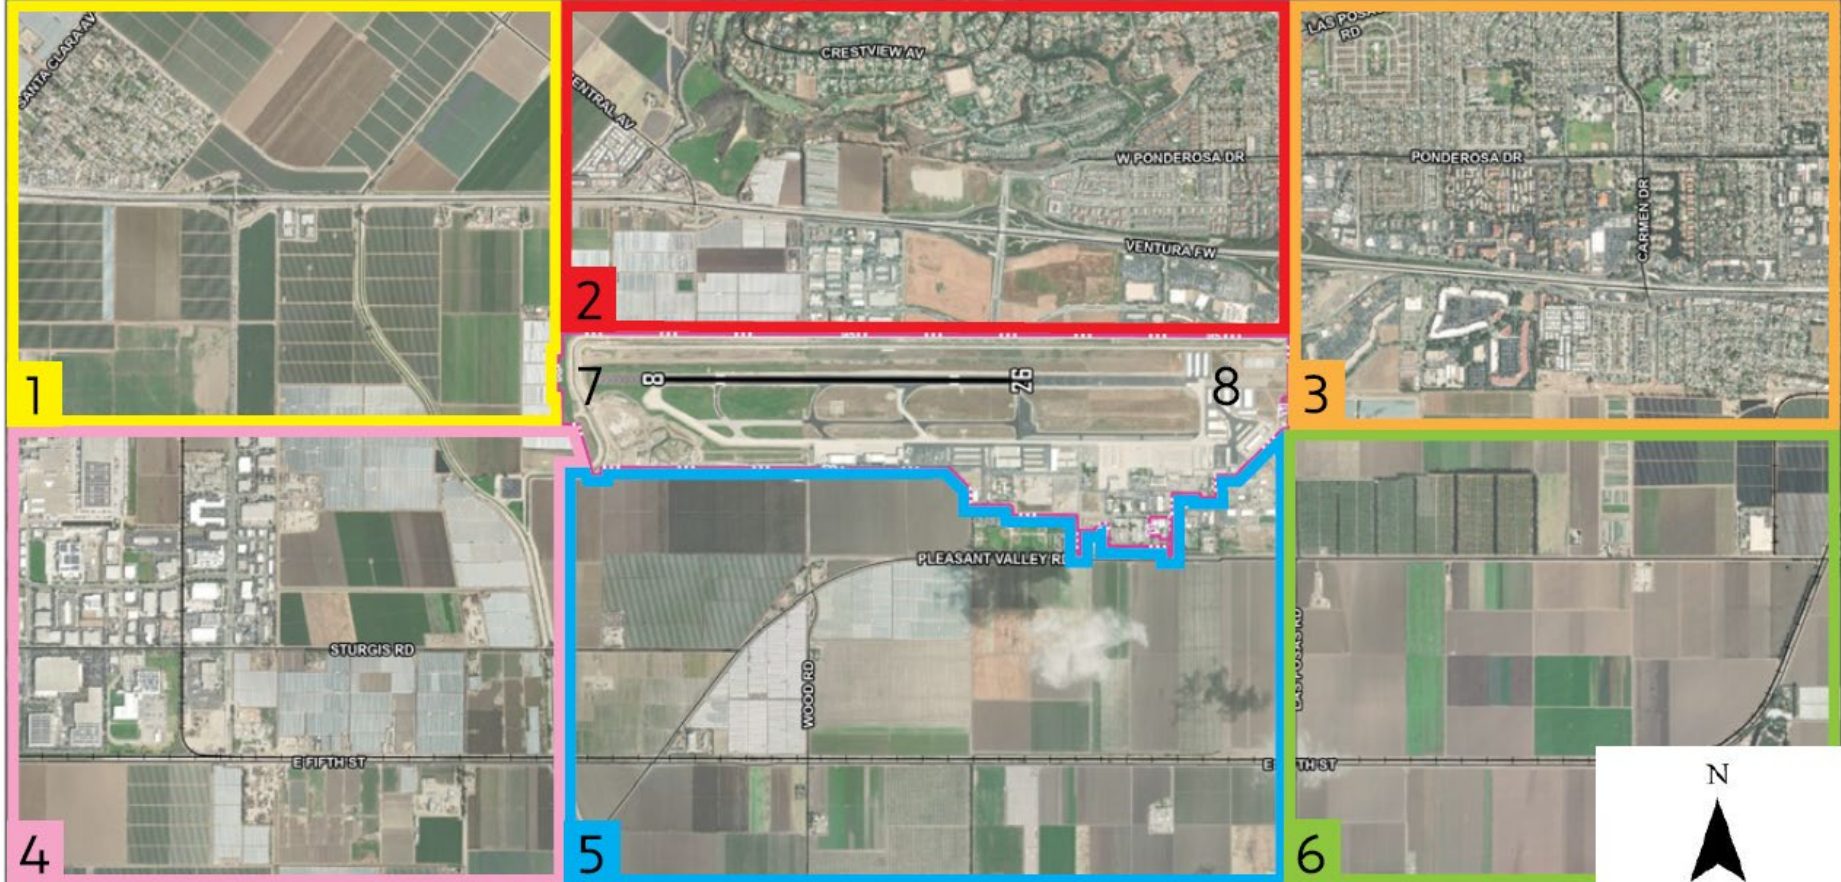 SANTA CLARA AV
CENTRAL AV
CRESTVIEW AV
W PONDEROSA DR
VENTURA FW
LAS POSAS
RD
PONDEROSA DR
CARMEN DR
1
2
3
7
8
26
8
PLEASANT VALLEY RD
STURGIS RD
WOOD RD
LAS POSAS RD
E FIFTH ST
E FIFTH ST
4
5
6
N